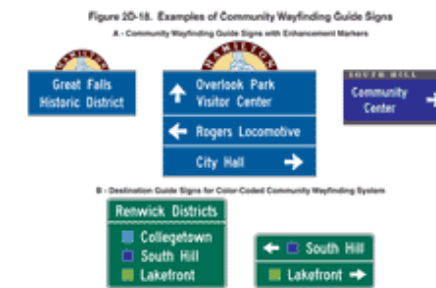 Figure 2D-18. Examples of Community Wayfinding Guide Signs
A - Community Wayfinding Guide Signs with Enhancement Markers
HAMILTON
Great Falls
Historic District
HAMILTON
Overlook Park
Visitor Center
Rogers Locomotive
City Hall
SOUTH HILL
Community
Center
B - Destination Guide Signs for Color-Coded Community Wayfinding System
Renwick Districts
Collegetown
South Hill
Lakefront
South Hill
Lakefront